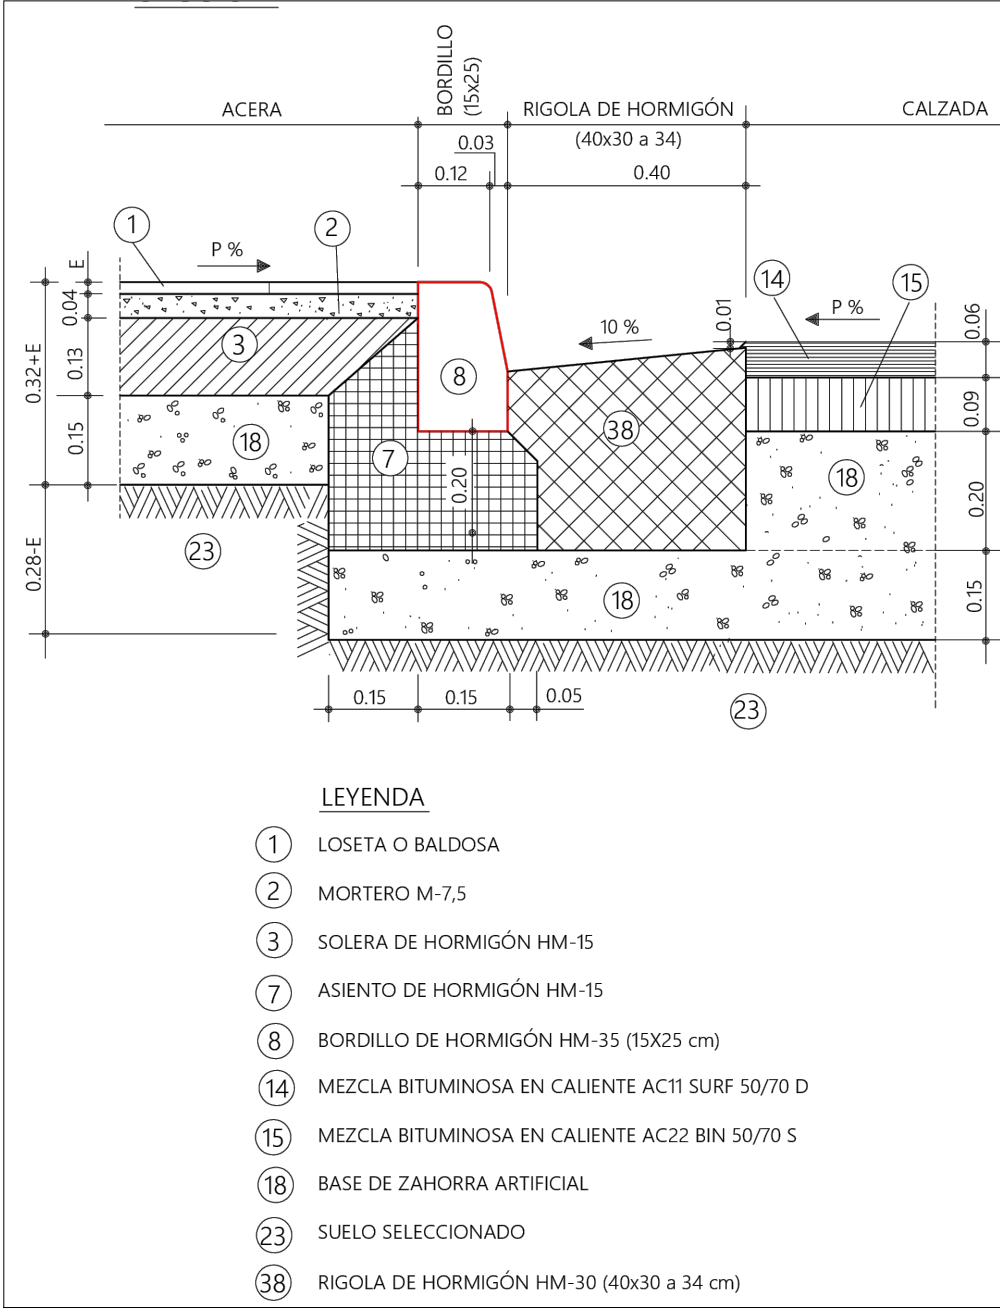 BORDILLO
(15x25)
ACERA
RIGOLA DE HORMIGÓN
(40x30 a 34)
CALZADA
0.03
0.12
0.40
1
2
P %
E
0.04
0.13
0.15
0.32+E
0.28-E
3
18
23
7
8
0.20
10 %
0.01
14
P %
15
0.06
0.09
0.20
0.15
38
18
18
0.15
0.15
0.05
23
LEYENDA
1 LOSETA O BALDOSA
2 MORTERO M-7,5
3 SOLERA DE HORMIGÓN HM-15
7 ASIENTO DE HORMIGÓN HM-15
8 BORDILLO DE HORMIGÓN HM-35 (15X25 cm)
14 MEZCLA BITUMINOSA EN CALIENTE AC11 SURF 50/70 D
15 MEZCLA BITUMINOSA EN CALIENTE AC22 BIN 50/70 S
18 BASE DE ZAHORRA ARTIFICIAL
23 SUELO SELECCIONADO
38 RIGOLA DE HORMIGÓN HM-30 (40x30 a 34 cm)